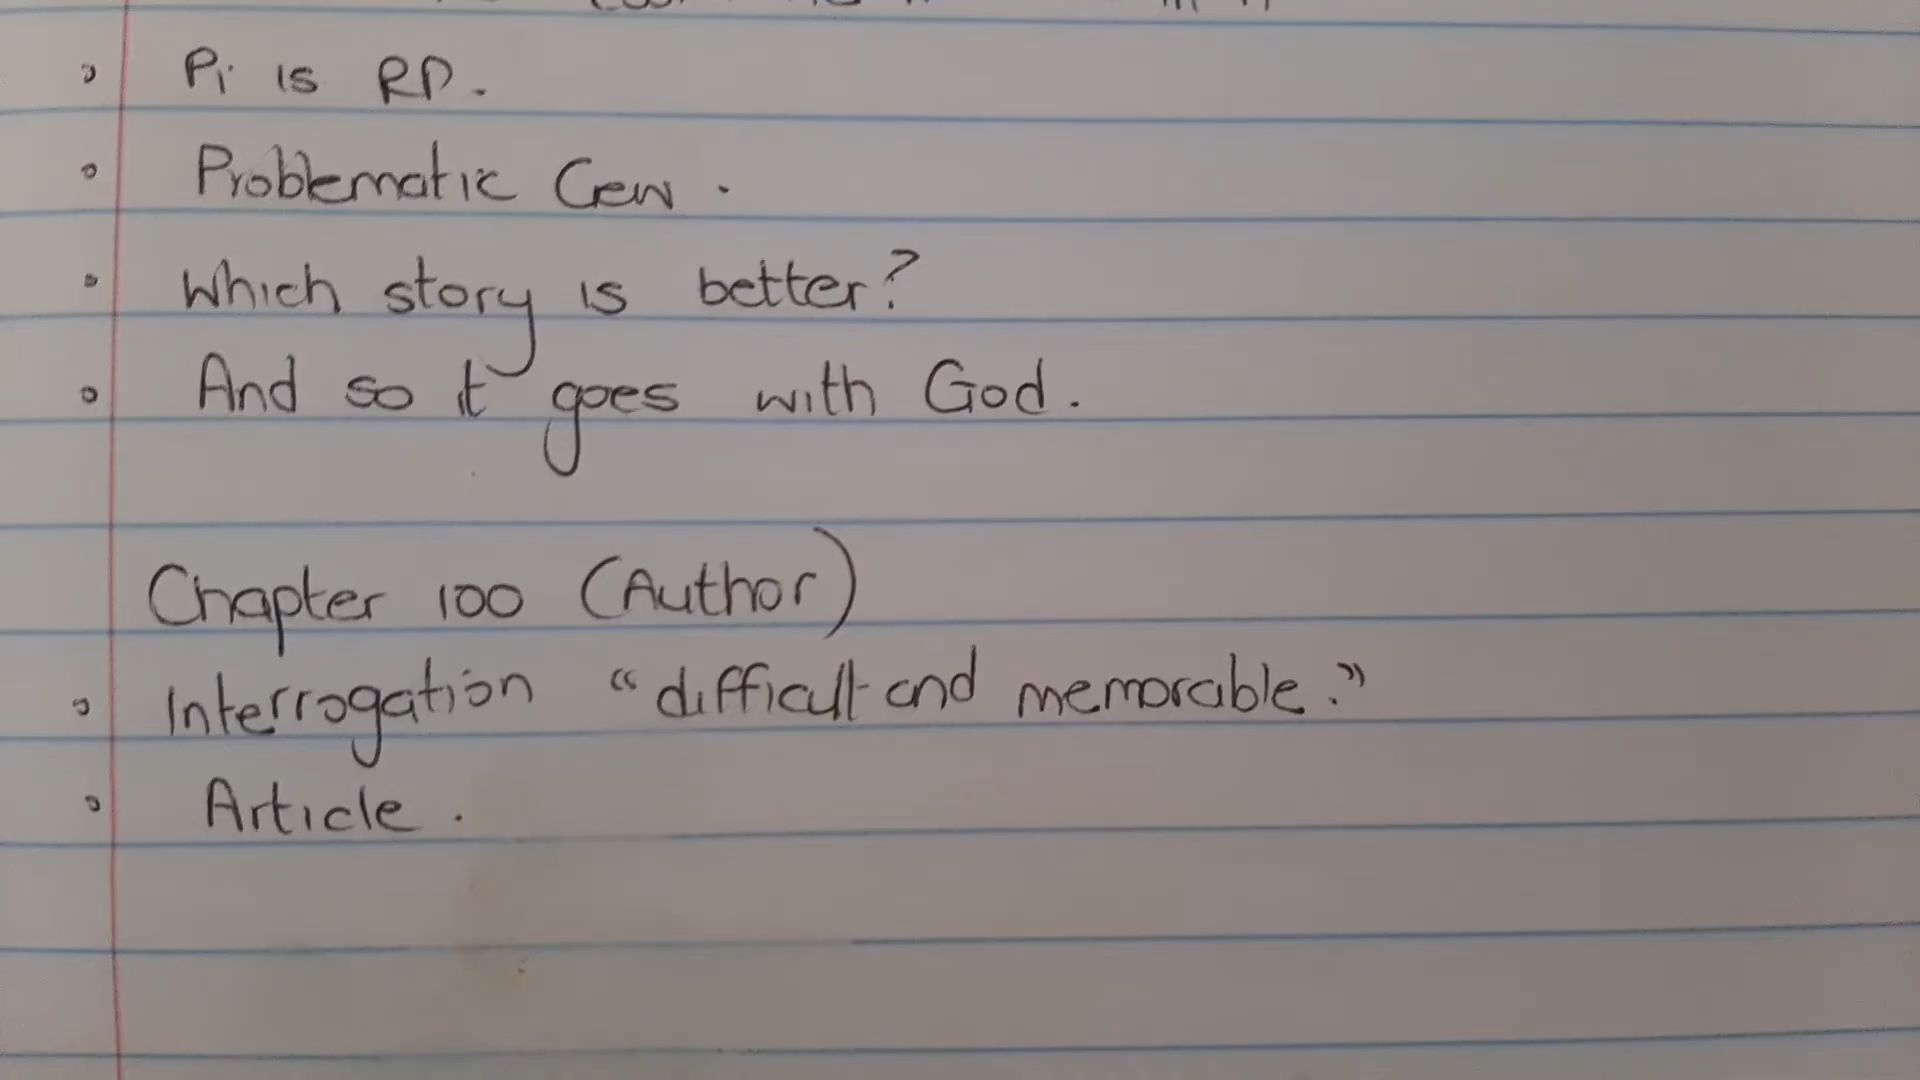 Pi is RP.
Problematic Crew.
Which story is better?
And so it goes with God.
Chapter 100 (Author)
Interrogation "difficult and memorable."
Article.